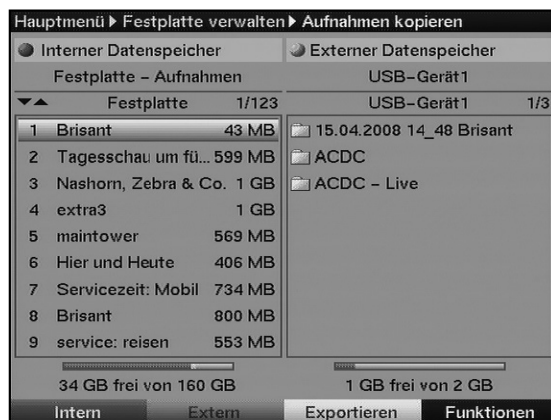 Hauptmenü ▶ Festplatte verwalten ▶ Aufnahmen kopieren
Interner Datenspeicher
Externer Datenspeicher
Festplatte – Aufnahmen
USB-Gerät1
Festplatte 1/123
USB-Gerät1 1/3
1 Brisant 43 MB
2 Tagesschau um fü... 599 MB
3 Nashorn, Zebra & Co. 1 GB
4 extra3 1 GB
5 maintower 569 MB
6 Hier und Heute 406 MB
7 Servicezeit: Mobil 734 MB
8 Brisant 800 MB
9 service: reisen 553 MB
15.04.2008 14_48 Brisant
ACDC
ACDC – Live
34 GB frei von 160 GB
1 GB frei von 2 GB
Intern Extern Exportieren Funktionen